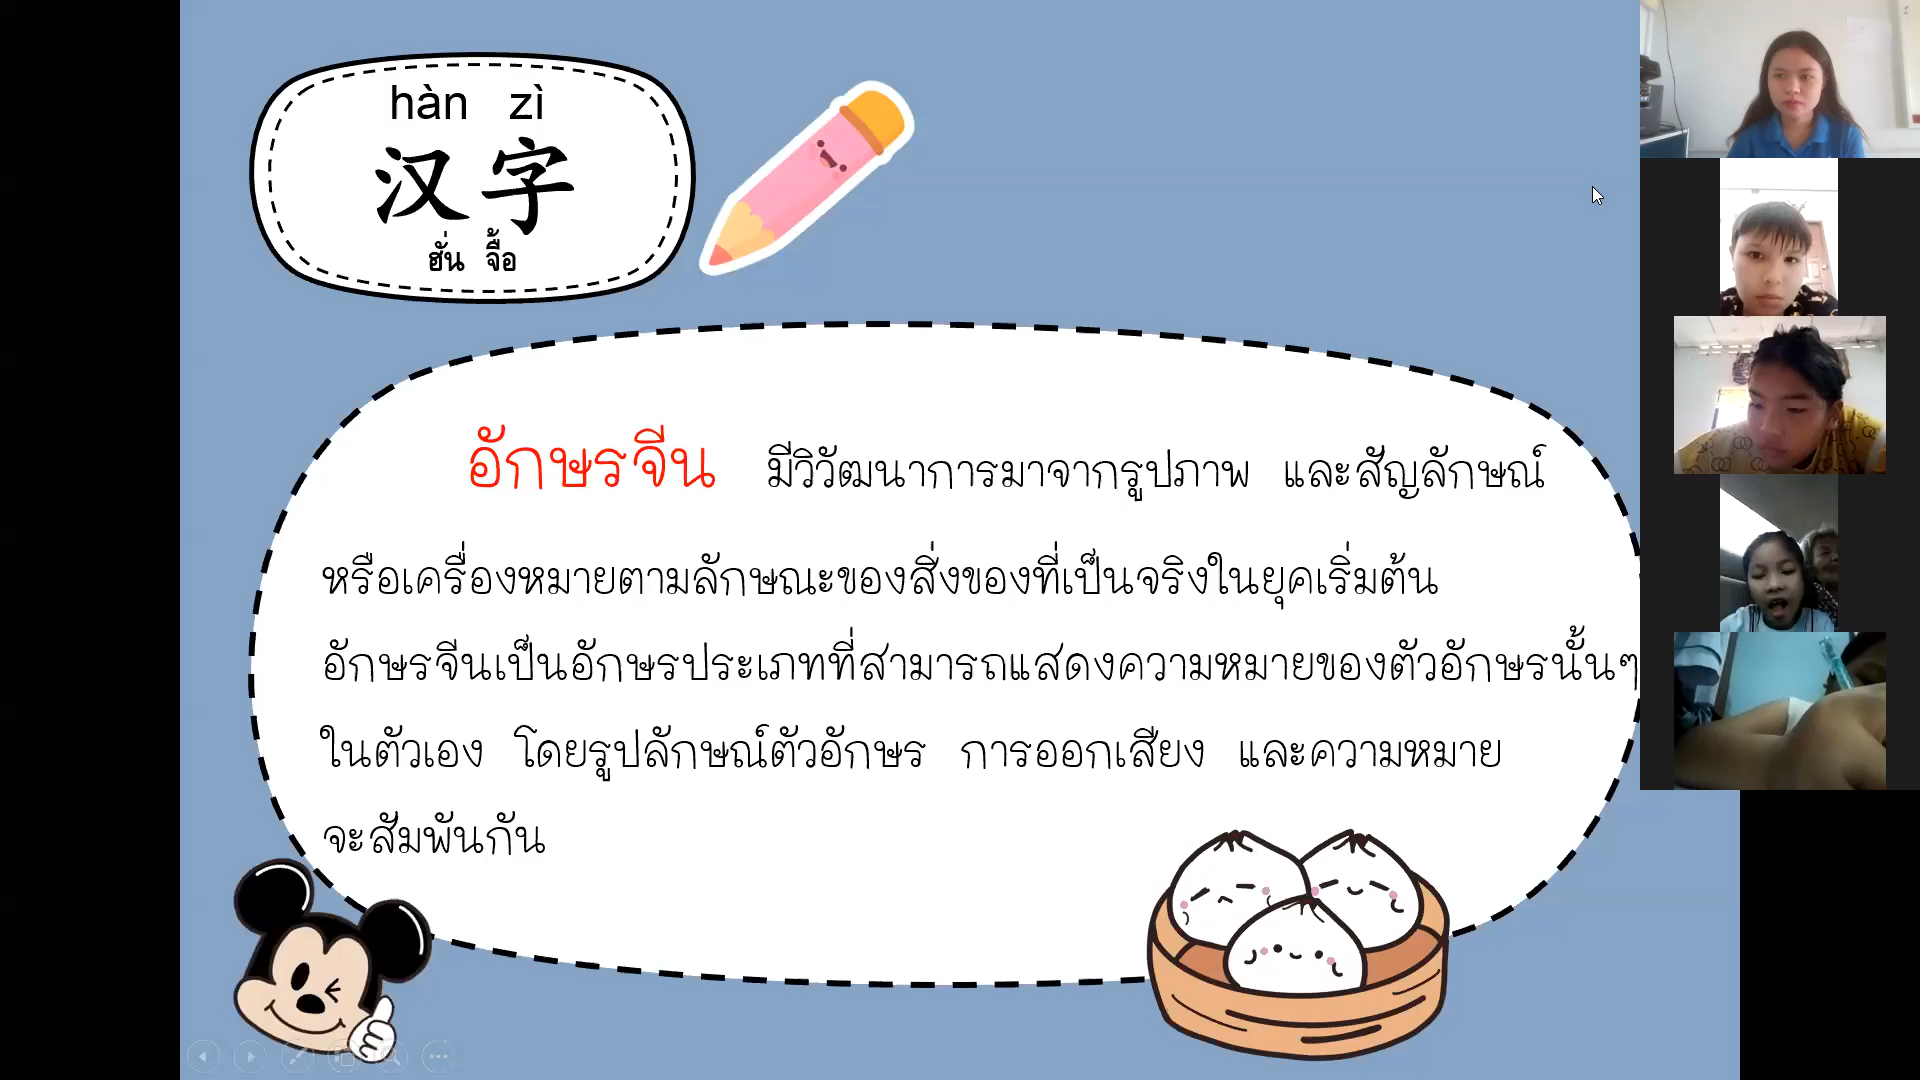 hàn zì
汉字
ฮั่น จื้อ
อักษรจีน มีวิวัฒนาการมาจากรูปภาพ และสัญลักษณ์
หรือเครื่องหมายตามลักษณะของสิ่งของที่เป็นจริงในยุคเริ่มต้น
อักษรจีนเป็นอักษรประเภทที่สามารถแสดงความหมายของตัวอักษรนั้นๆ
ในตัวเอง โดยรูปลักษณ์ตัวอักษร การออกเสียง และความหมาย
จะสัมพันกัน